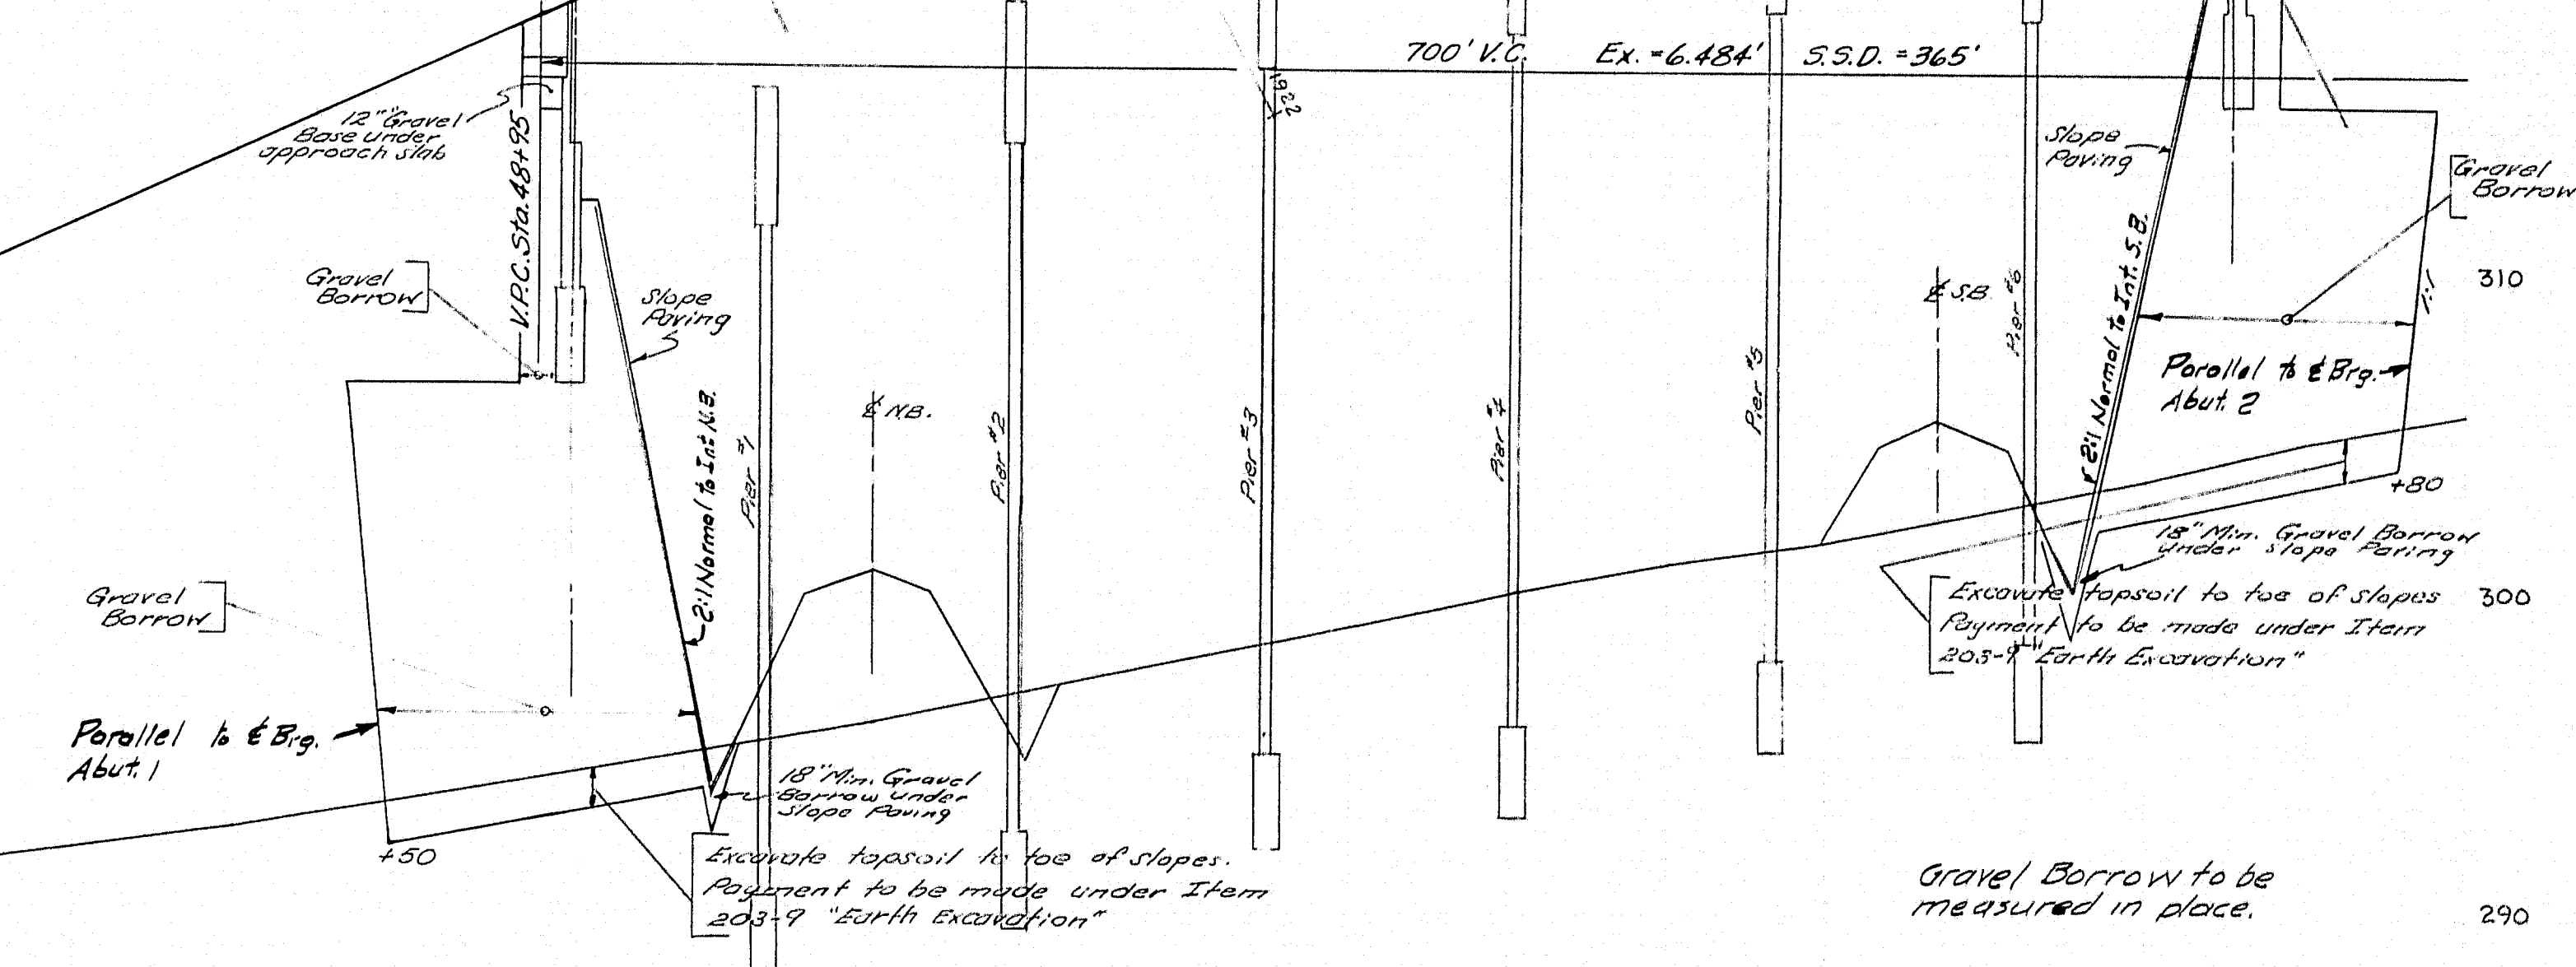 700' V.C. Ex. = 6.484' S.S.D. = 365'
12" Gravel
Base under
approach slab
V.P.C. Sta. 48+95
Gravel
Borrow
Slope
Paving
2:1 Normal to Int. N.B.
Pier #1
℄ N.B.
Pier #2
Pier #3
Pier #4
Pier #5
℄ S.B.
Pier #6
Slope
Paving
2:1 Normal to Int. S.B.
Gravel
Borrow
1:1
310
Parallel to ℄ Brg.
Abut. 2
+80
18" Min. Gravel Borrow
under slope Paving
Excavate topsoil to toe of slopes
Payment to be made under Item
203-9 "Earth Excavation"
300
Gravel
Borrow
Parallel to ℄ Brg.
Abut. 1
+50
18" Min. Gravel
Borrow under
Slope Paving
Excavate topsoil to toe of slopes.
Payment to be made under Item
203-9 "Earth Excavation"
Gravel Borrow to be
measured in place.
290